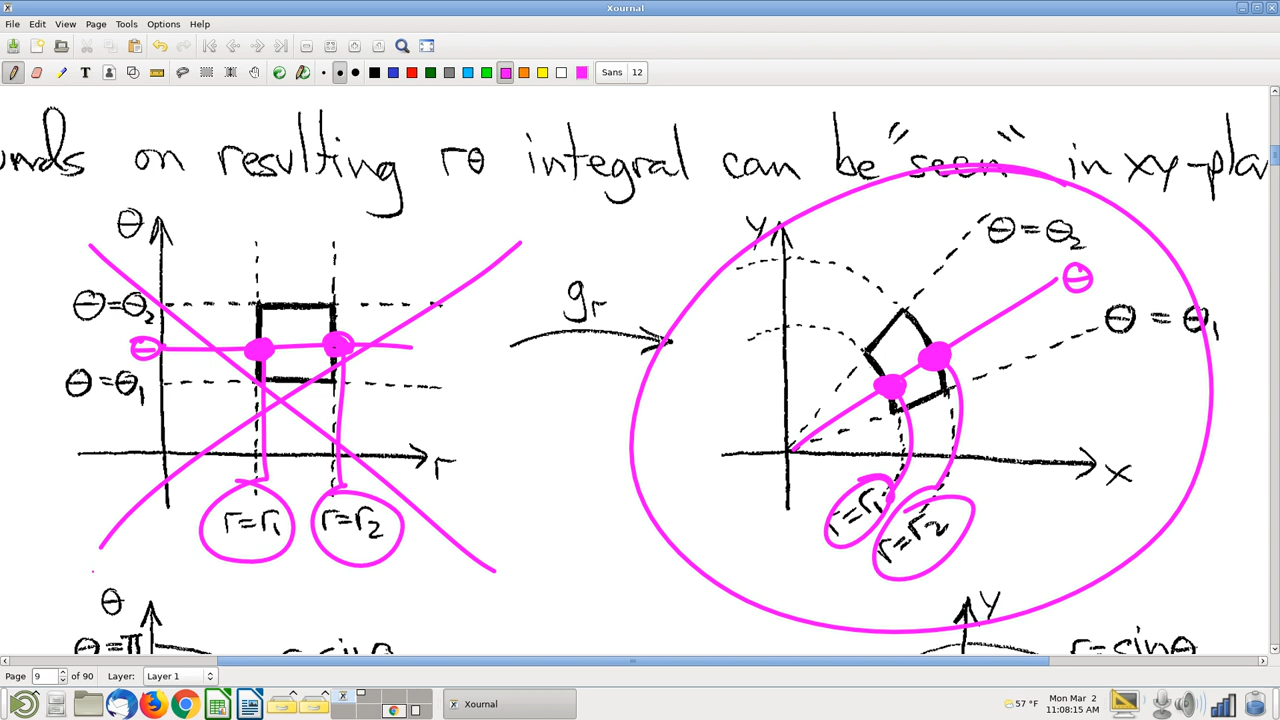 Xournal
File Edit View Page Tools Options Help
Sans 12
unds on resulting rθ integral can be "seen" in xy-plan
θ
θ=θ₂
θ
θ=θ₁
r
r=r₁
r=r₂
gᵣ
y
θ=θ₂
θ
θ=θ₁
x
r=r₁
r=r₂
θ
θ=π
r=sinθ
y
r=sinθ
Page 9 of 90 Layer: Layer 1
Xournal
57 °F
Mon Mar 2
11:08:15 AM